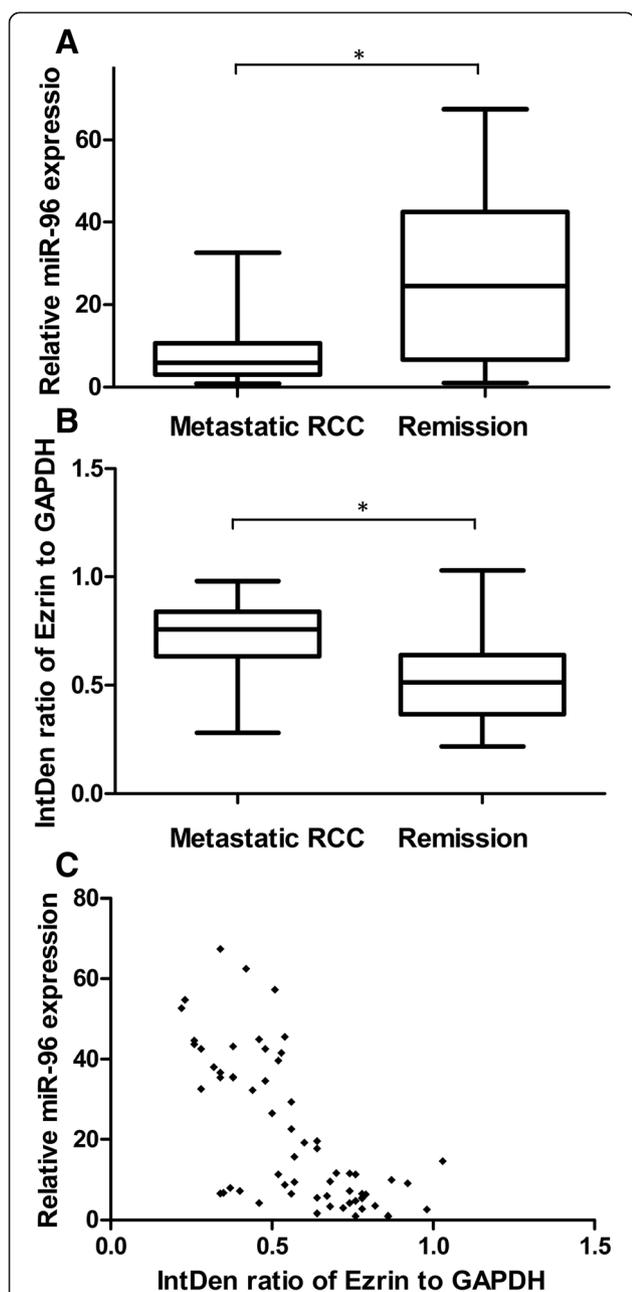 A
*
Relative miR-96 expressio
60
40
20
0
Metastatic RCC Remission
B
*
IntDen ratio of Ezrin to GAPDH
1.5
1.0
0.5
0.0
Metastatic RCC Remission
C
Relative miR-96 expression
80
60
40
20
0
0.0 0.5 1.0 1.5
IntDen ratio of Ezrin to GAPDH